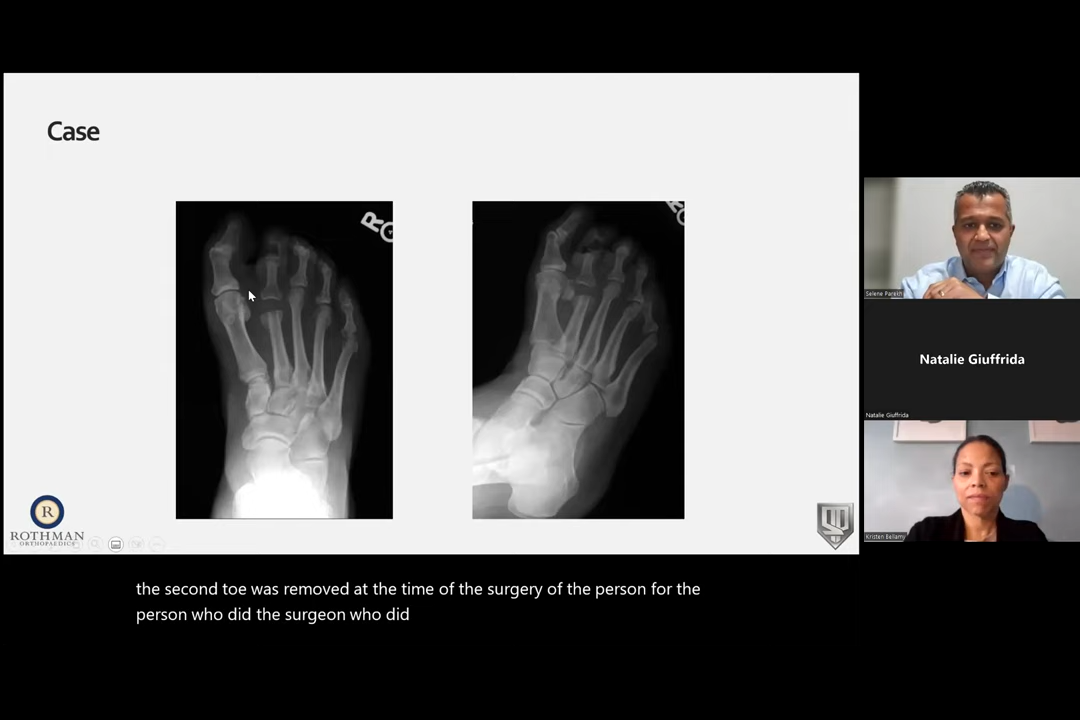 Case
R
R
Selene Parekh
Natalie Giuffrida
Natalie Giuffrida
Kristen Bellamy
R
ROTHMAN
ORTHOPAEDICS
the second toe was removed at the time of the surgery of the person for the
person who did the surgeon who did